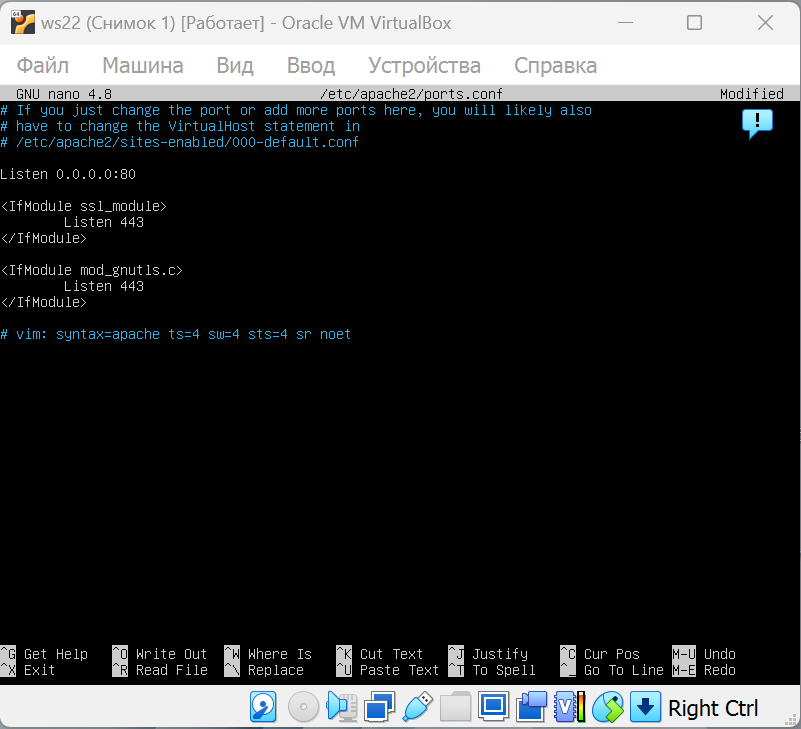 ws22 (Снимок 1) [Работает] - Oracle VM VirtualBox
Файл Машина Вид Ввод Устройства Справка
GNU nano 4.8 /etc/apache2/ports.conf Modified
# If you just change the port or add more ports here, you will likely also
# have to change the VirtualHost statement in
# /etc/apache2/sites-enabled/000-default.conf
Listen 0.0.0.0:80
<IfModule ssl_module>
Listen 443
</IfModule>
<IfModule mod_gnutls.c>
Listen 443
</IfModule>
# vim: syntax=apache ts=4 sw=4 sts=4 sr noet
^G Get Help ^O Write Out ^W Where Is ^K Cut Text ^J Justify ^C Cur Pos M-U Undo
^X Exit ^R Read File ^\ Replace ^U Paste Text ^T To Spell ^_ Go To Line M-E Redo
Right Ctrl